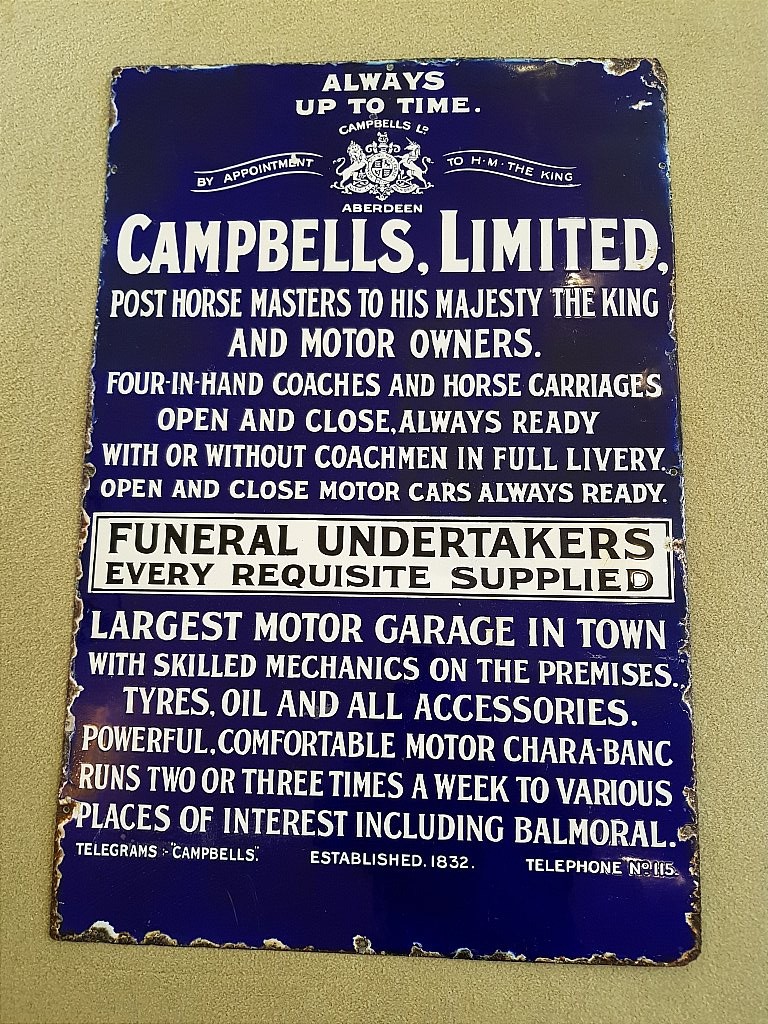 ALWAYS
UP TO TIME.
CAMPBELLS LD
BY APPOINTMENT TO H·M·THE KING
ABERDEEN
CAMPBELLS, LIMITED,
POST HORSE MASTERS TO HIS MAJESTY THE KING
AND MOTOR OWNERS.
FOUR-IN-HAND COACHES AND HORSE CARRIAGES
OPEN AND CLOSE, ALWAYS READY
WITH OR WITHOUT COACHMEN IN FULL LIVERY.
OPEN AND CLOSE MOTOR CARS ALWAYS READY.
FUNERAL UNDERTAKERS
EVERY REQUISITE SUPPLIED
LARGEST MOTOR GARAGE IN TOWN
WITH SKILLED MECHANICS ON THE PREMISES.
TYRES, OIL AND ALL ACCESSORIES.
POWERFUL, COMFORTABLE MOTOR CHARA-BANC
RUNS TWO OR THREE TIMES A WEEK TO VARIOUS
PLACES OF INTEREST INCLUDING BALMORAL.
TELEGRAMS :- "CAMPBELLS". ESTABLISHED. 1832. TELEPHONE No 115.